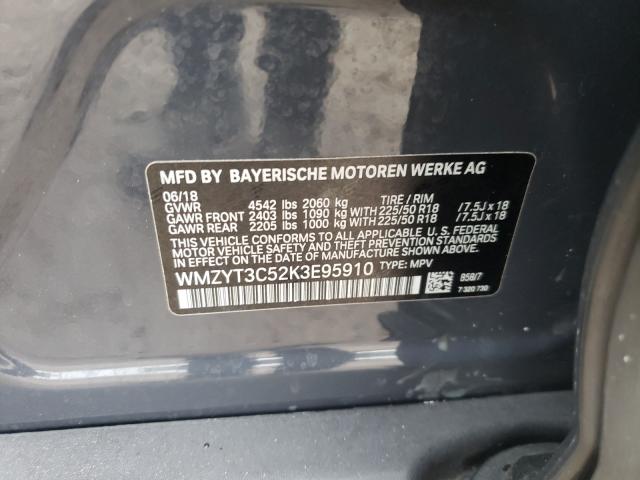 MFD BY BAYERISCHE MOTOREN WERKE AG
06/18
GVWR 4542 lbs 2060 kg TIRE / RIM
GAWR FRONT 2403 lbs 1090 kg WITH 225/50 R18 /7.5J x 18
GAWR REAR 2205 lbs 1000 kg WITH 225/50 R18 /7.5J x 18
THIS VEHICLE CONFORMS TO ALL APPLICABLE U. S. FEDERAL
MOTOR VEHICLE SAFETY AND THEFT PREVENTION STANDARDS
IN EFFECT ON THE DATE OF MANUFACTURE SHOWN ABOVE.
WMZYT3C52K3E95910 TYPE: MPV
B58/7
7 320 730